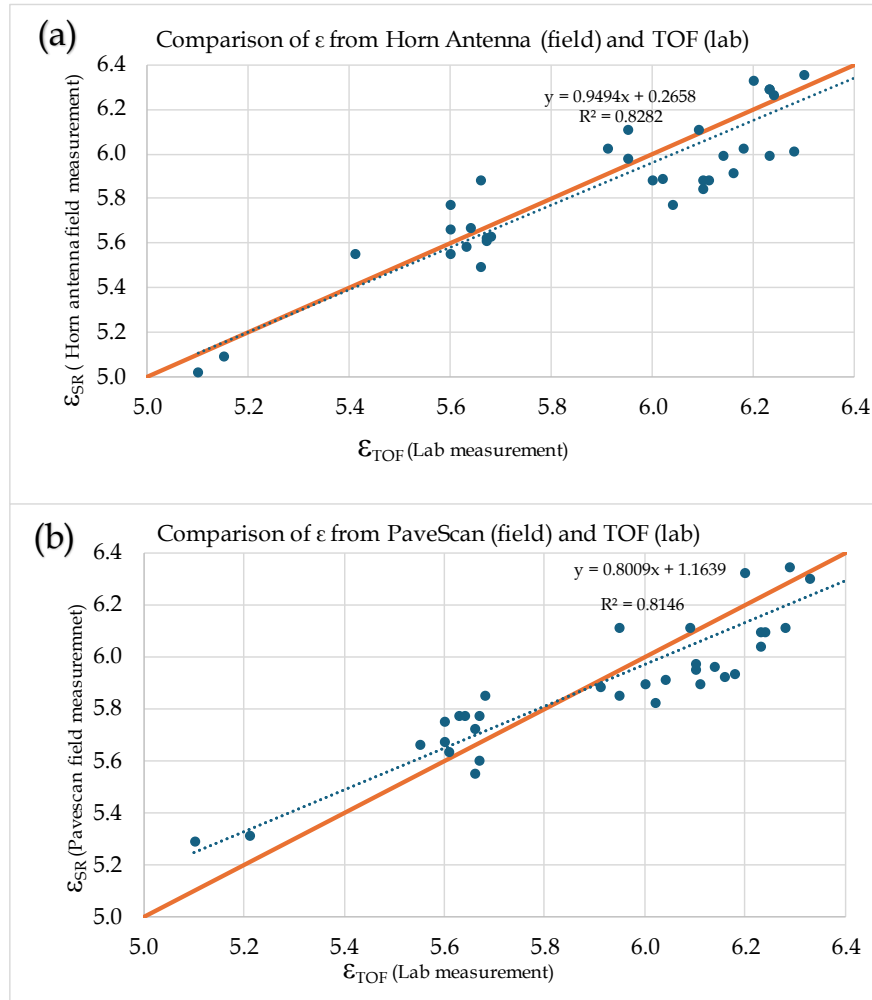 (a)
Comparison of ε from Horn Antenna (field) and TOF (lab)
y = 0.9494x + 0.2658
R² = 0.8282
εSR ( Horn antennafield measurement)
6.4
6.2
6.0
5.8
5.6
5.4
5.2
5.0
5.0 5.2 5.4 5.6 5.8 6.0 6.2 6.4
εTOF (Lab measurement)
(b)
Comparison of ε from PaveScan (field) and TOF (lab)
y = 0.8009x + 1.1639
R² = 0.8146
εSR (Pavescan field measuremnet)
6.4
6.2
6.0
5.8
5.6
5.4
5.2
5.0
5.0 5.2 5.4 5.6 5.8 6.0 6.2 6.4
εTOF (Lab measurement)